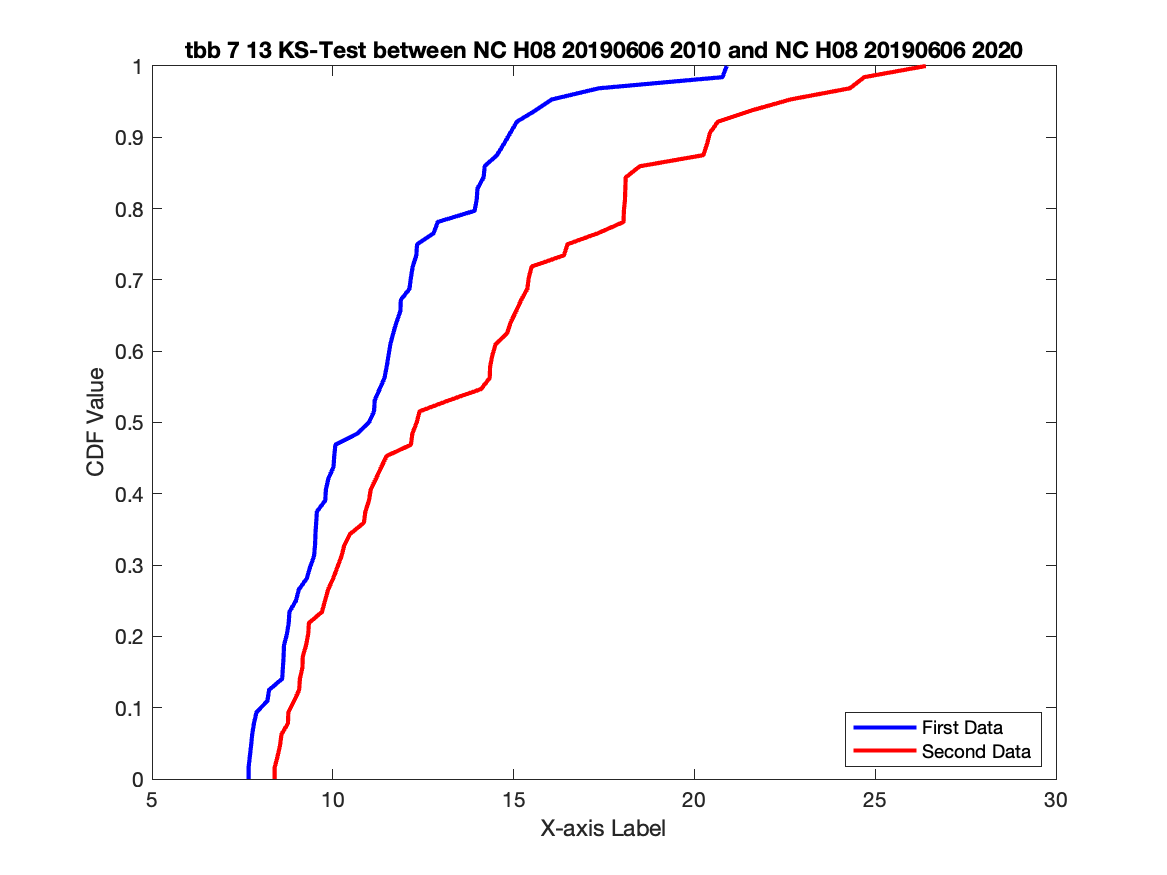 tbb 7 13 KS-Test between NC H08 20190606 2010 and NC H08 20190606 2020
1
0.9
0.8
0.7
0.6
0.5
0.4
0.3
0.2
0.1
0
CDF Value
First Data
Second Data
5 10 15 20 25 30
X-axis Label